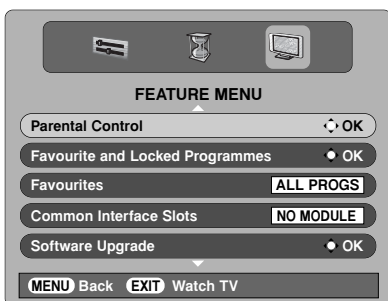 FEATURE MENU
Parental Control OK
Favourite and Locked Programmes OK
Favourites ALL PROGS
Common Interface Slots NO MODULE
Software Upgrade OK
MENU Back EXIT Watch TV